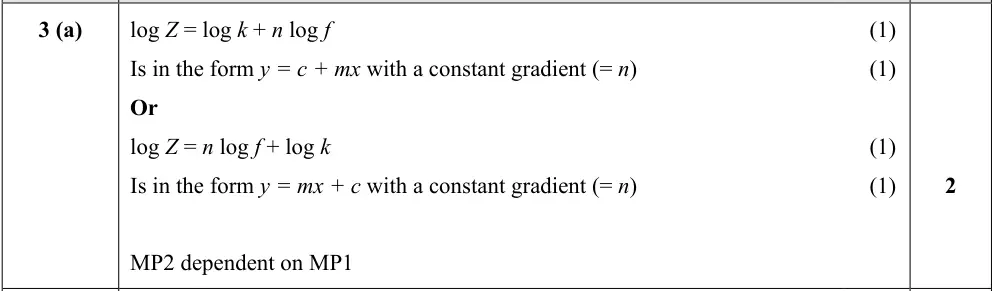 3 (a) log Z = log k + n log f (1)
Is in the form y = c + mx with a constant gradient (= n) (1)
Or
log Z = n log f + log k (1)
Is in the form y = mx + c with a constant gradient (= n) (1) 2
MP2 dependent on MP1